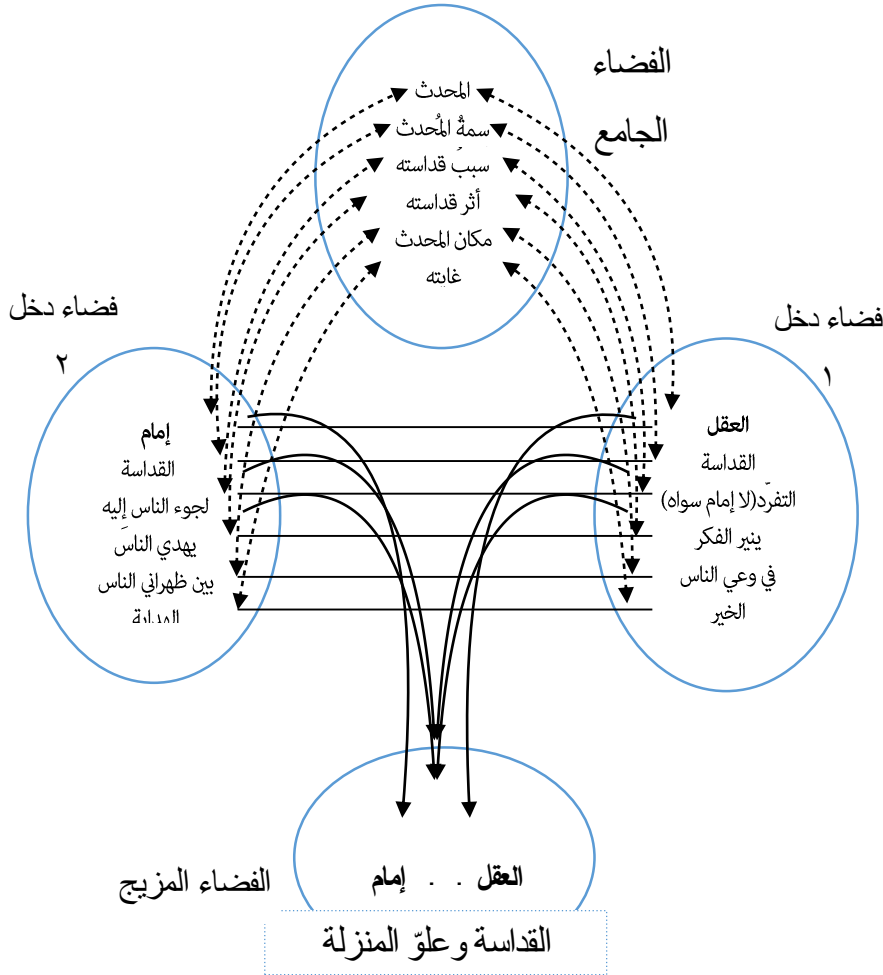 الفضاء
الجامع
المحدث
سمةُ المُحدث
سببُ قداسته
أثر قداسته
مكان المحدث
غايته
فضاء دخل
١
العقل
القداسة
التفرّد(لا إمام سواه)
ينير الفكر
في وعي الناس
الخير
فضاء دخل
٢
إمام
القداسة
لجوء الناس إليه
يهدي الناسَ
بين ظهراني الناس
الهداية
الفضاء المزيج
العقل . . إمام
القداسة وعلوّ المنزلة